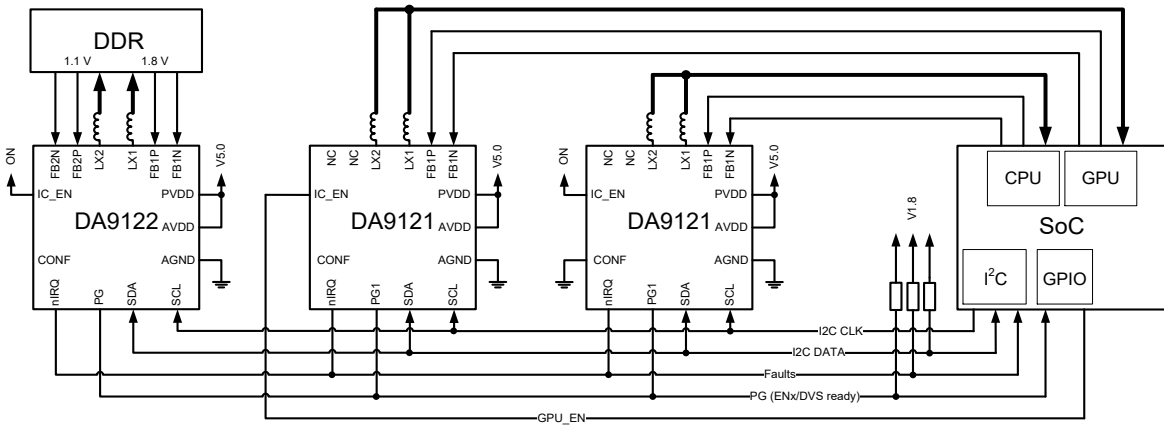 DDR
1.1 V 1.8 V
FB2N FB2P LX2 LX1 FB1P FB1N
ON
V5.0
IC_EN
PVDD
DA9122
AVDD
CONF
AGND
nIRQ PG SDA SCL
NC NC LX2 LX1 FB1P FB1N
V5.0
IC_EN
PVDD
DA9121
AVDD
CONF
AGND
nIRQ PG1 SDA SCL
NC NC LX2 LX1 FB1P FB1N
ON
V5.0
IC_EN
PVDD
DA9121
AVDD
CONF
AGND
nIRQ PG1 SDA SCL
V1.8
CPU GPU
SoC
I²C GPIO
I2C CLK
I2C DATA
Faults
PG (ENx/DVS ready)
GPU_EN